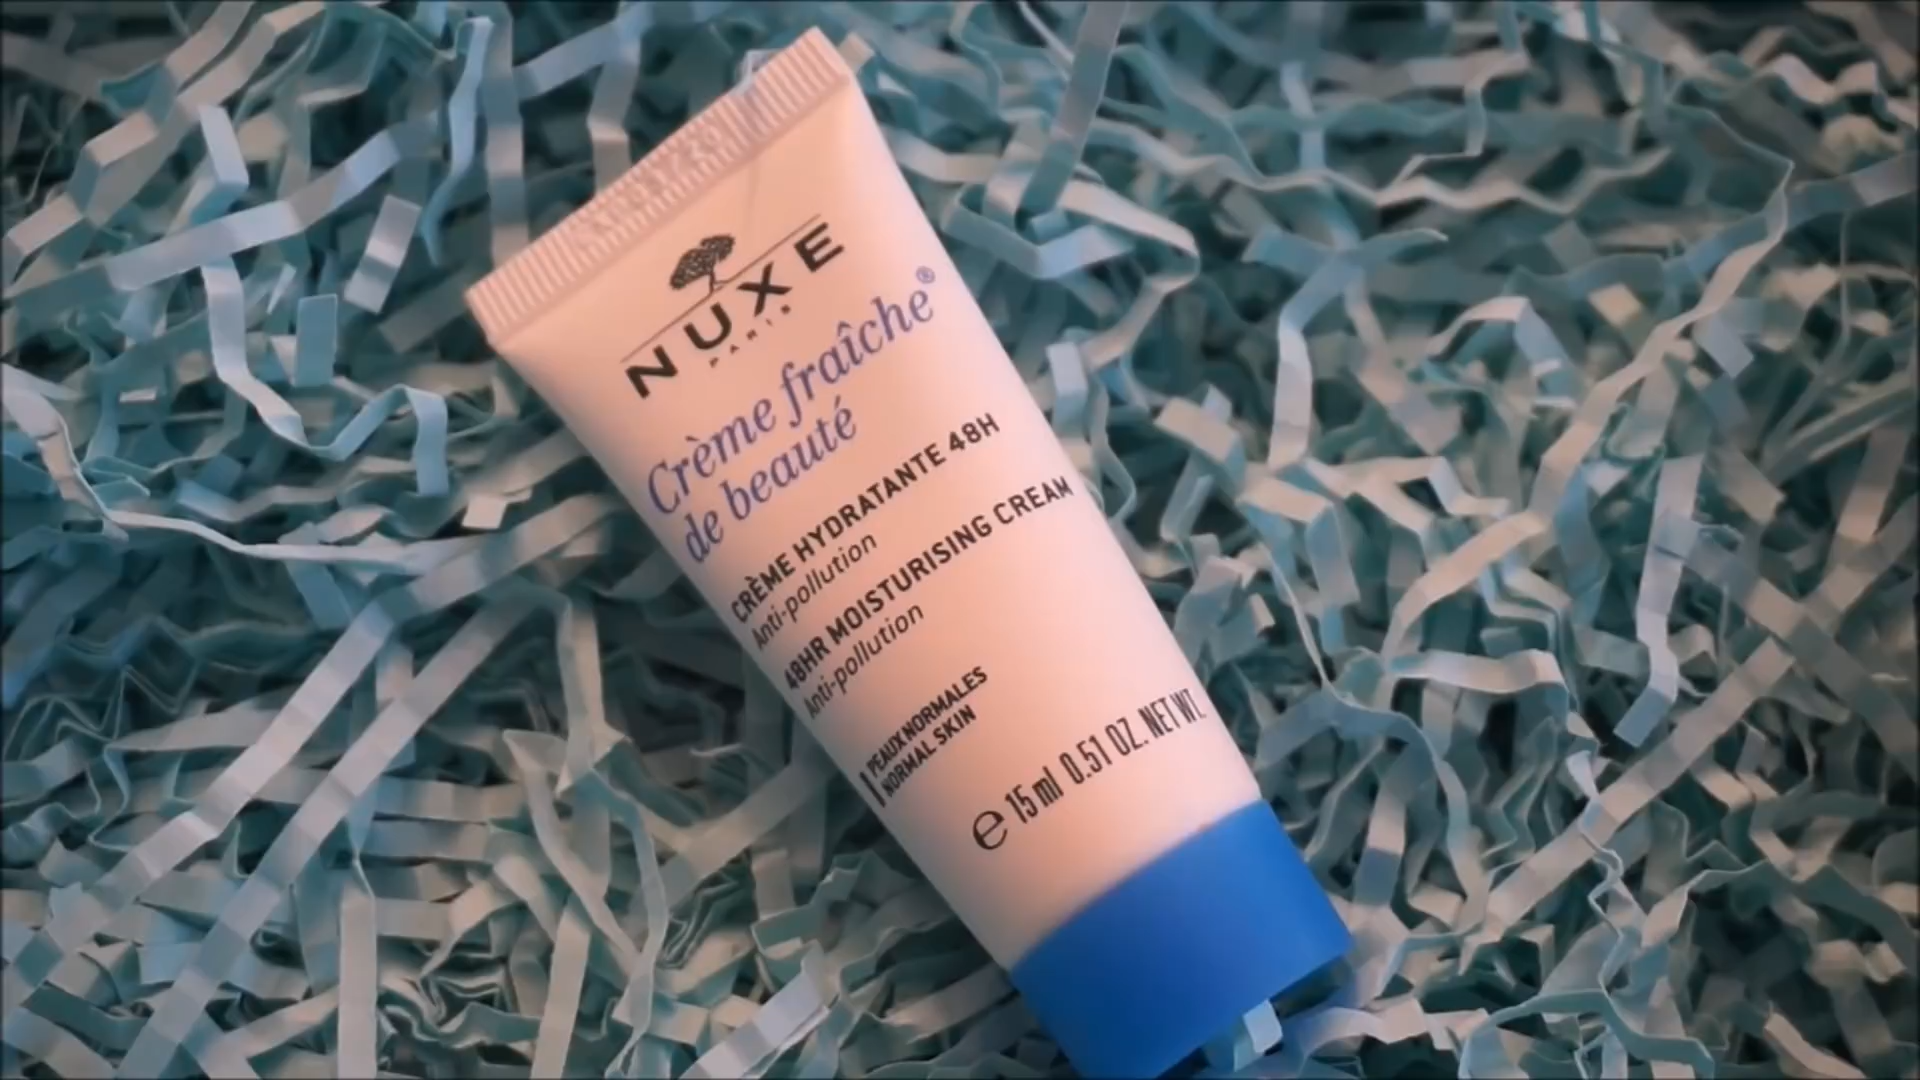 NUXE
PARIS
Crème fraîche®
de beauté
CRÈME HYDRATANTE 48H
Anti-pollution
48HR MOISTURISING CREAM
Anti-pollution
PEAUX NORMALES
NORMAL SKIN
℮ 15 ml 0.51 OZ. NET WT.